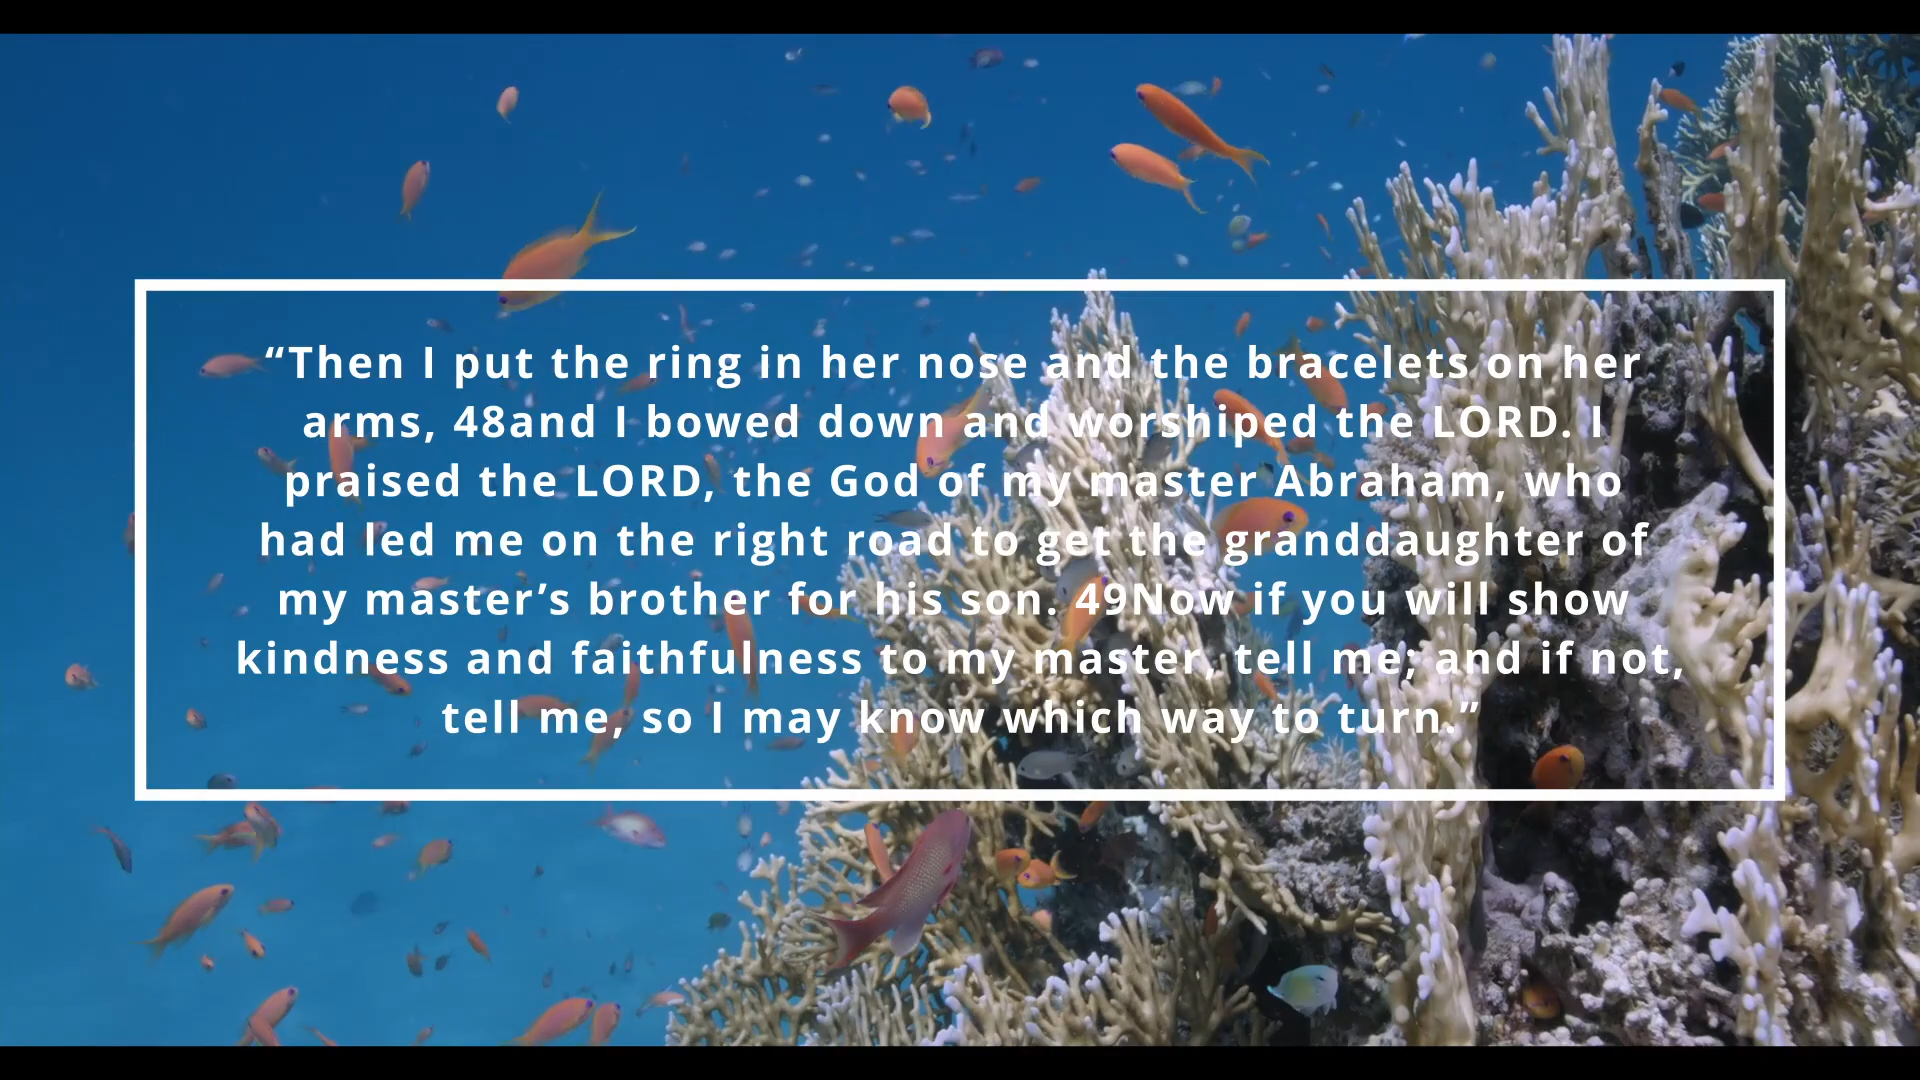 “Then I put the ring in her nose and the bracelets on her
arms, 48and I bowed down and worshiped the LORD. I
praised the LORD, the God of my master Abraham, who
had led me on the right road to get the granddaughter of
my master’s brother for his son. 49Now if you will show
kindness and faithfulness to my master, tell me; and if not,
tell me, so I may know which way to turn.”